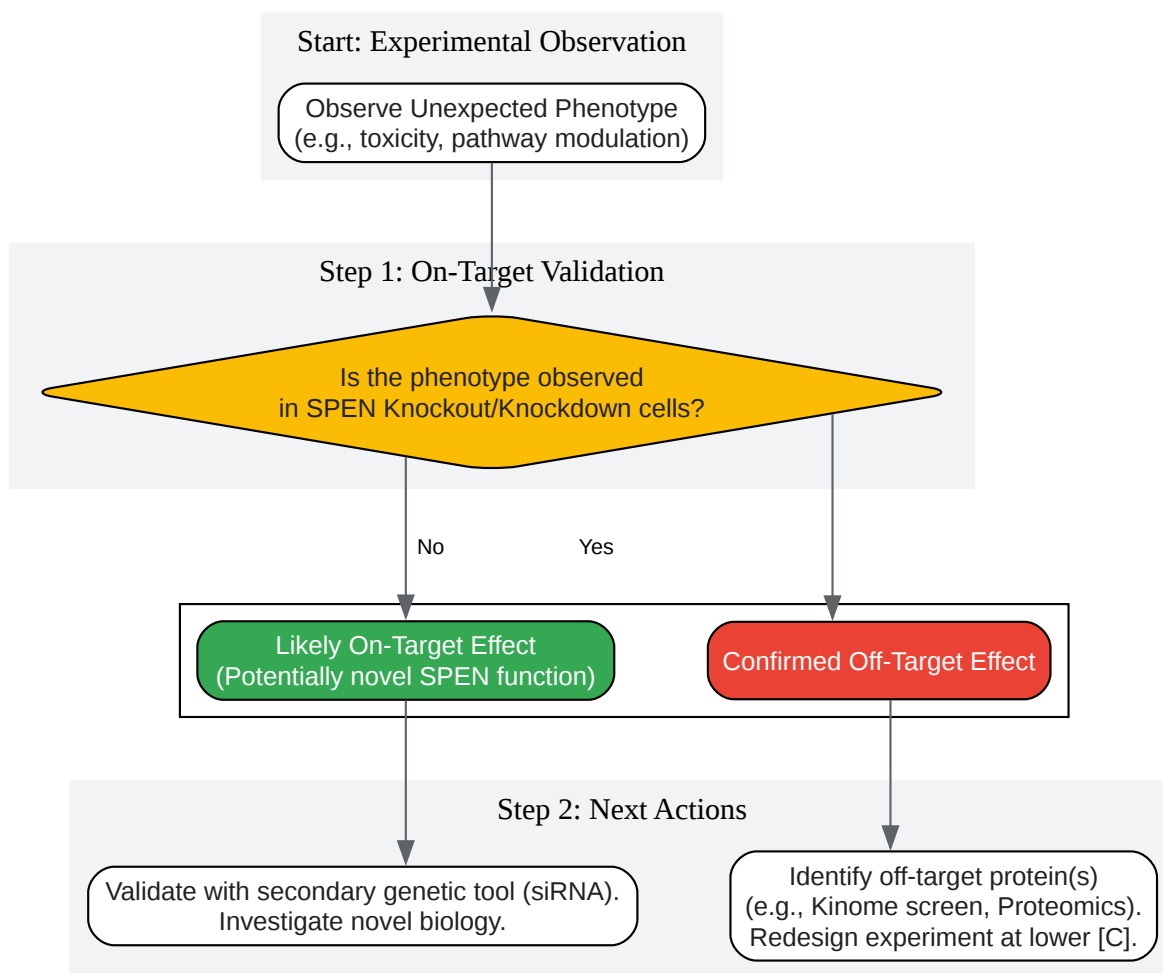 Start: Experimental Observation
Observe Unexpected Phenotype
(e.g., toxicity, pathway modulation)
Step 1: On-Target Validation
Is the phenotype observed
in SPEN Knockout/Knockdown cells?
No
Yes
Likely On-Target Effect
(Potentially novel SPEN function)
Confirmed Off-Target Effect
Step 2: Next Actions
Validate with secondary genetic tool (siRNA).
Investigate novel biology.
Identify off-target protein(s)
(e.g., Kinome screen, Proteomics).
Redesign experiment at lower [C].